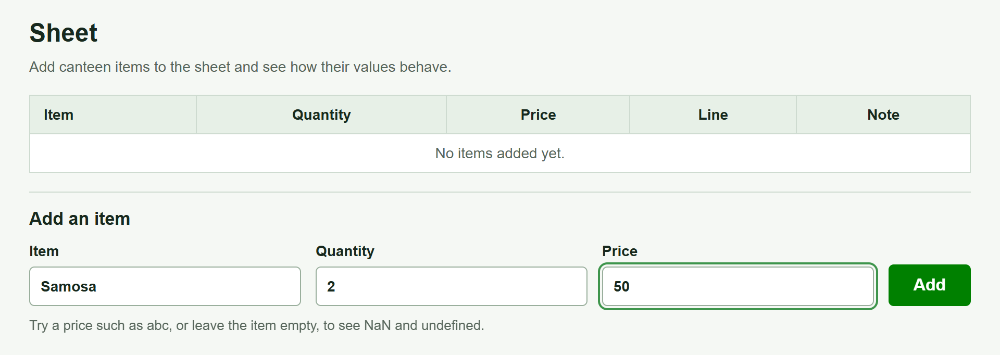 Sheet
Add canteen items to the sheet and see how their values behave.
Item Quantity Price Line Note
No items added yet.
Add an item
Item Quantity Price
Samosa 2 50 Add
Try a price such as abc, or leave the item empty, to see NaN and undefined.